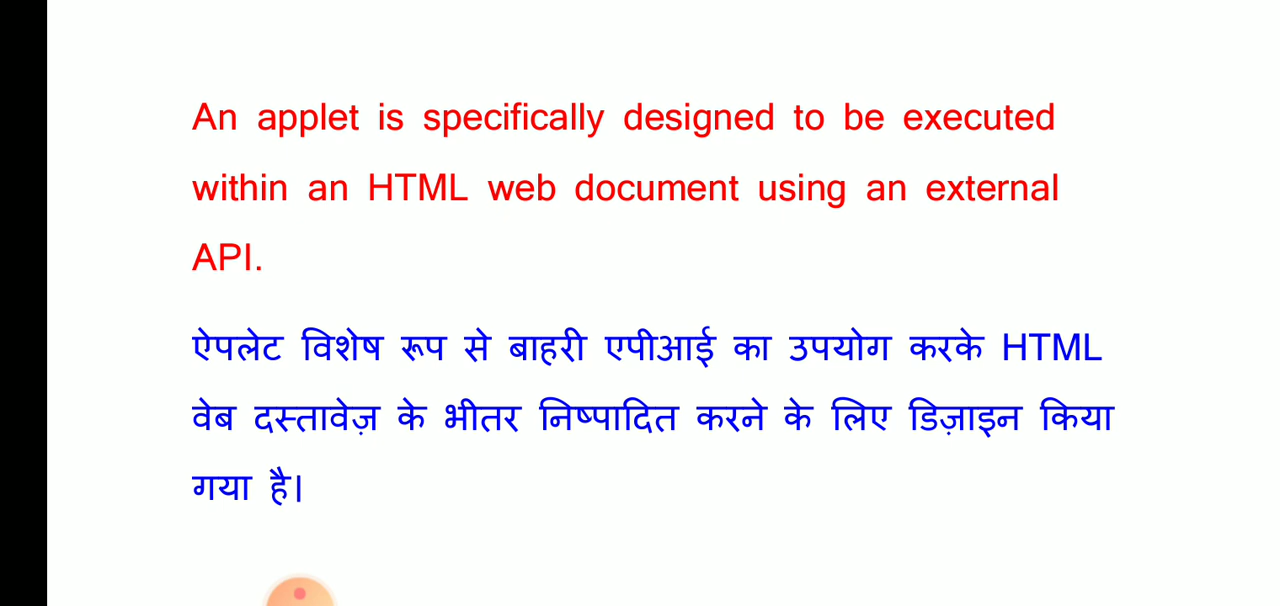 An applet is specifically designed to be executed
within an HTML web document using an external
API.
ऐपलेट विशेष रूप से बाहरी एपीआई का उपयोग करके HTML
वेब दस्तावेज़ के भीतर निष्पादित करने के लिए डिज़ाइन किया
गया है।